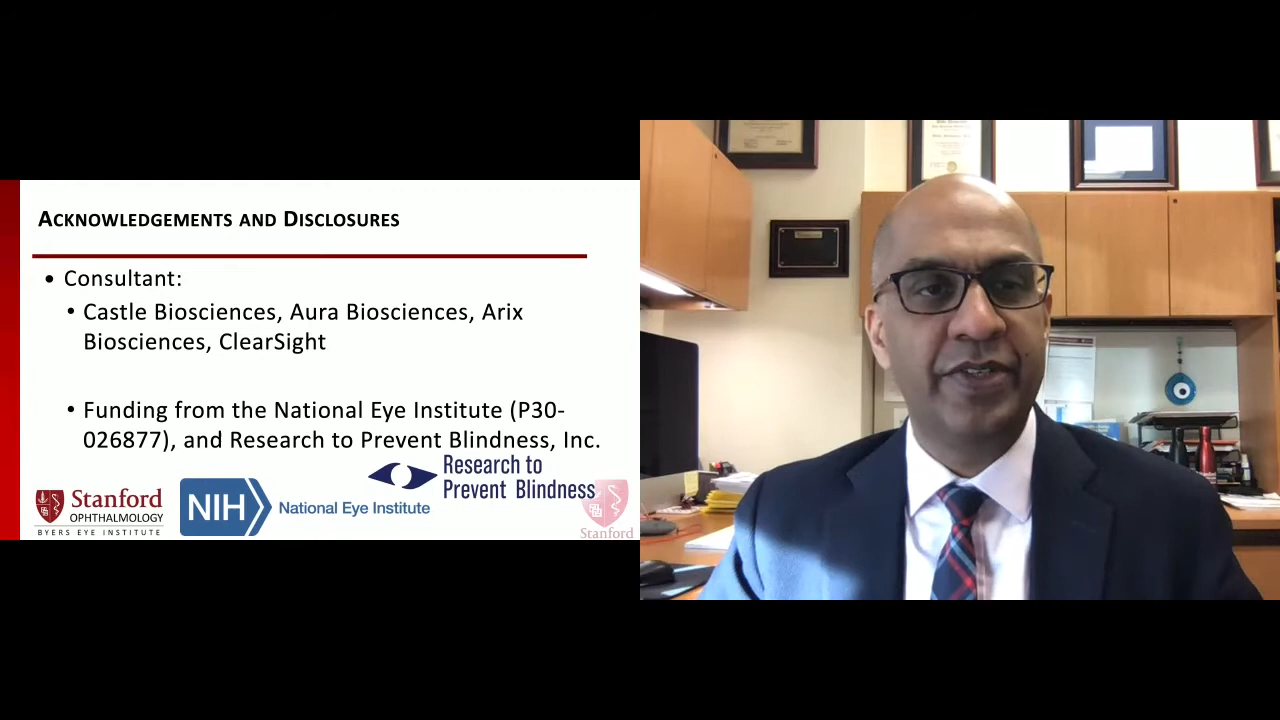 ACKNOWLEDGEMENTS AND DISCLOSURES
• Consultant:
• Castle Biosciences, Aura Biosciences, Arix
Biosciences, ClearSight
• Funding from the National Eye Institute (P30-
026877), and Research to Prevent Blindness, Inc.
Research to
Prevent Blindness
Stanford
OPHTHALMOLOGY
BYERS EYE INSTITUTE
NIH
National Eye Institute
Stanford